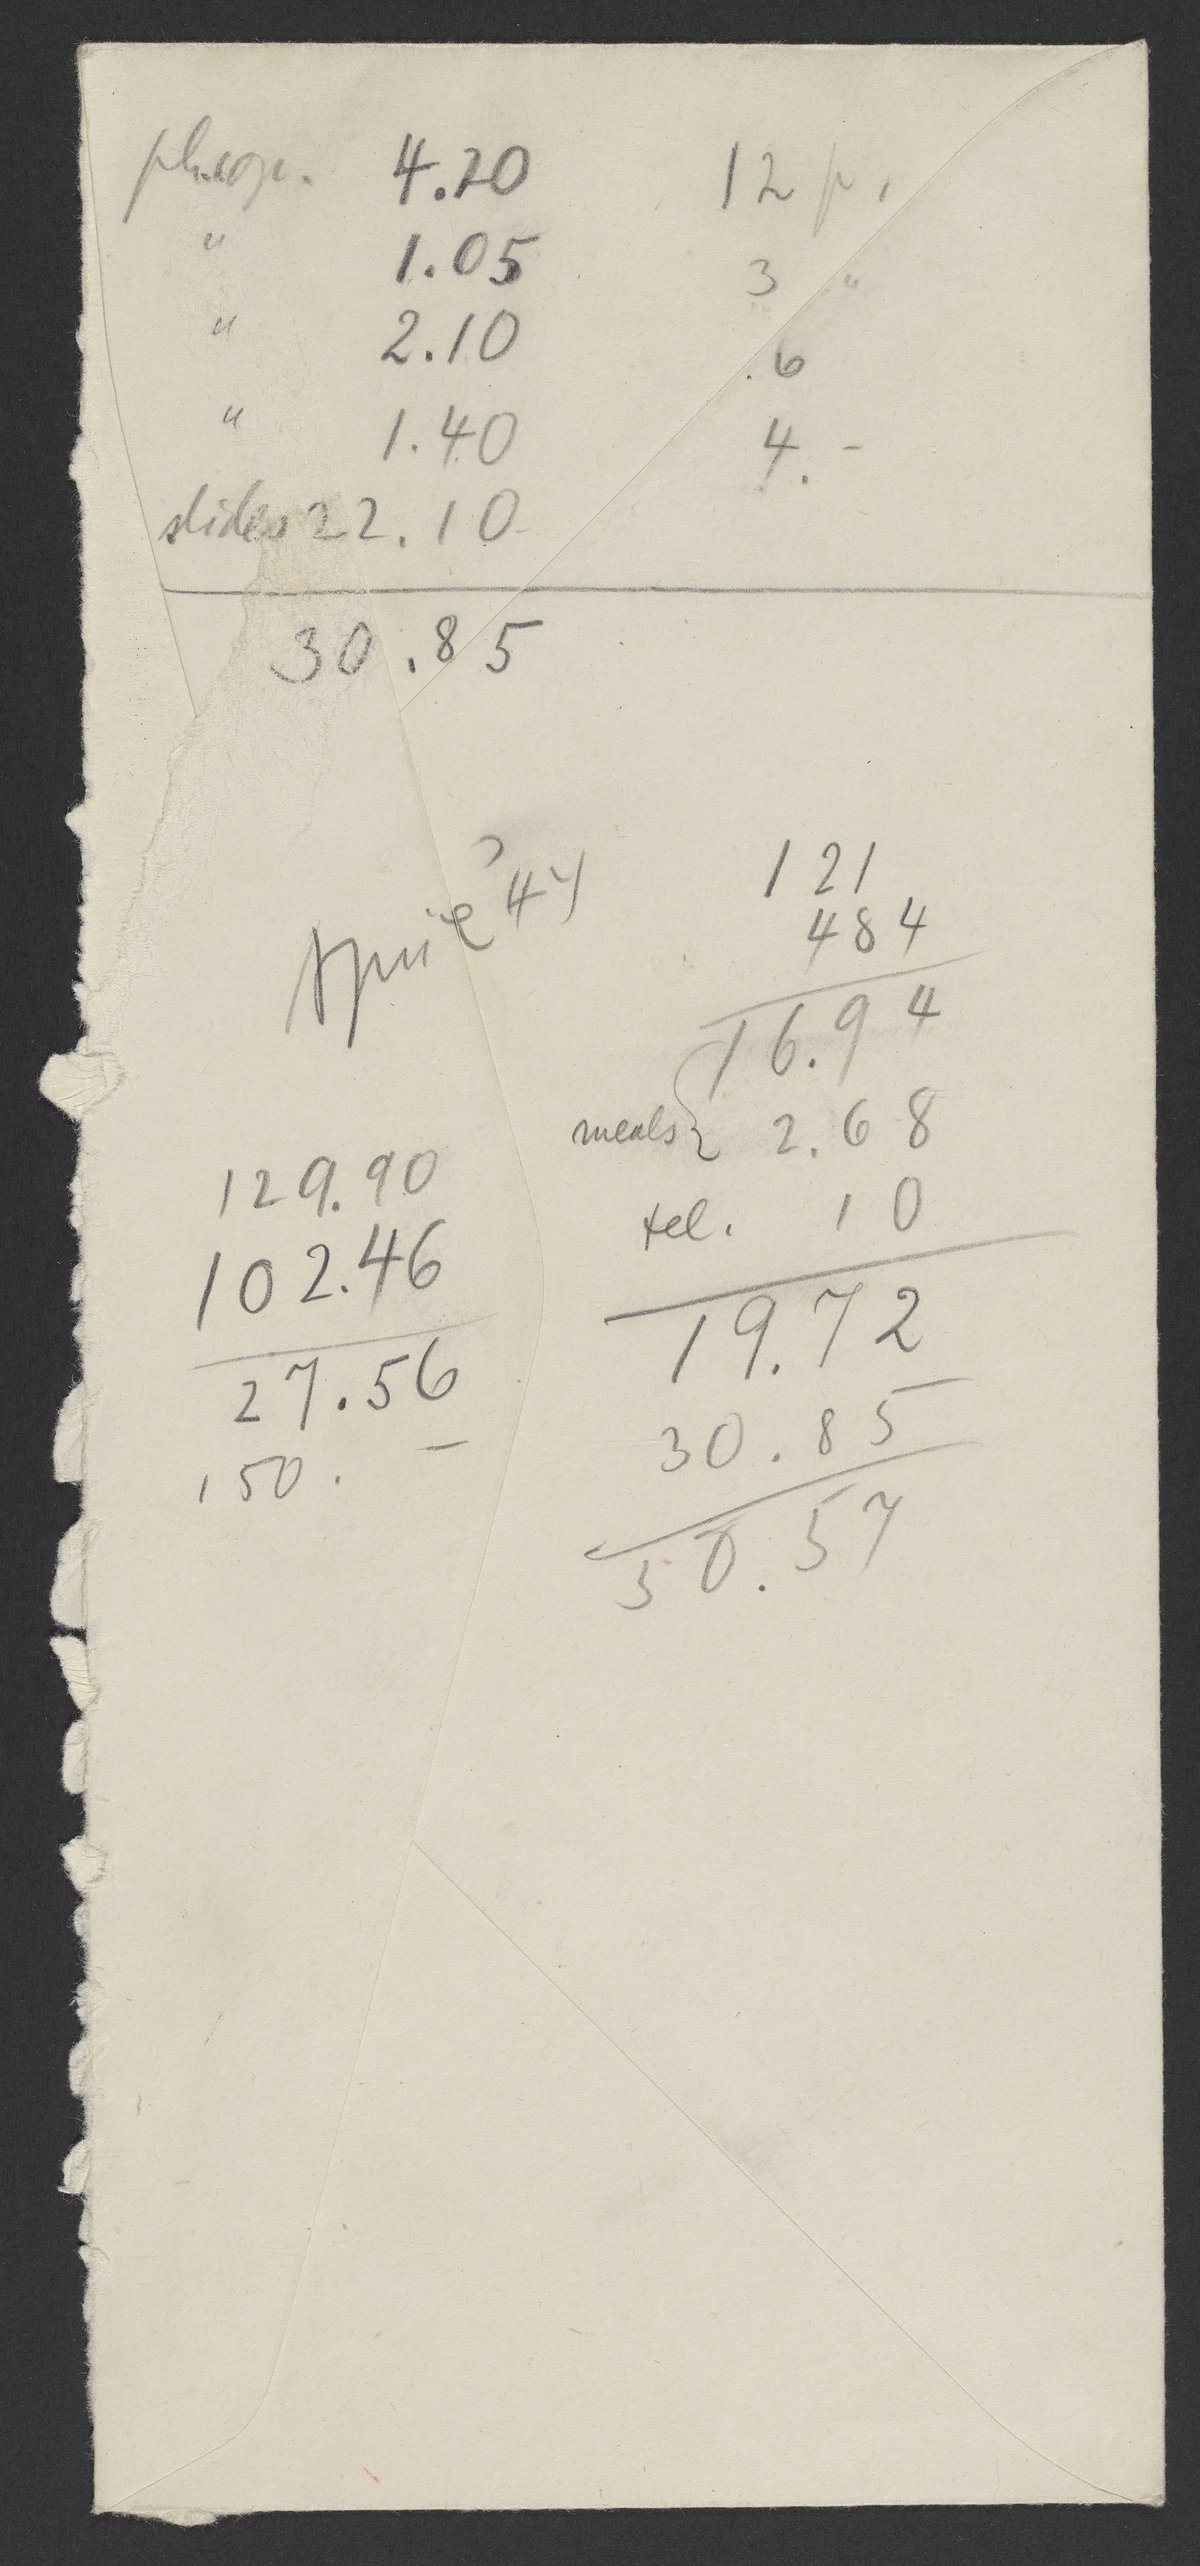 4.20 12 p.
" 1.05 3 "
" 2.10 .6
" 1.40 4.-
slides 22.10
30.85
April 47
121
484
16.94
meals 2.68
tel. 10
19.72
30.85
50.57
129.90
102.46
27.56
150. -